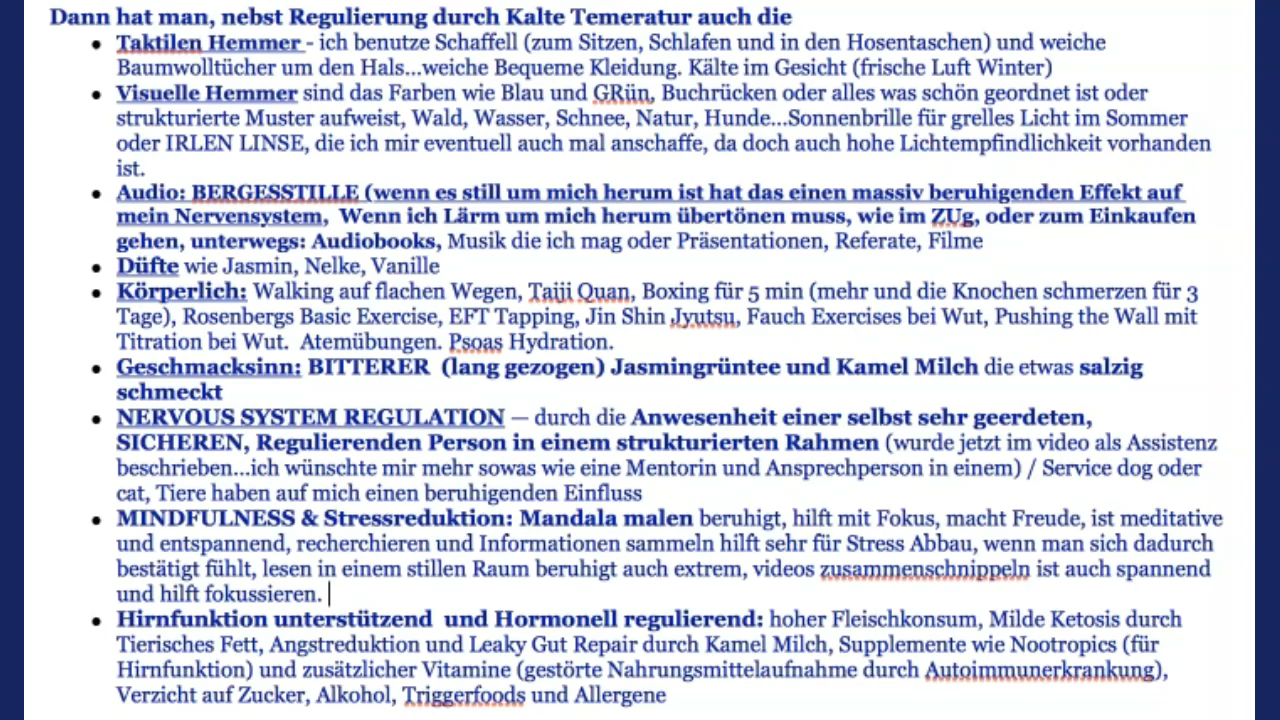 Dann hat man, nebst Regulierung durch Kalte Temeratur auch die
• Taktilen Hemmer - ich benutze Schaffell (zum Sitzen, Schlafen und in den Hosentaschen) und weiche
Baumwolltücher um den Hals...weiche Bequeme Kleidung. Kälte im Gesicht (frische Luft Winter)
• Visuelle Hemmer sind das Farben wie Blau und GRün, Buchrücken oder alles was schön geordnet ist oder
strukturierte Muster aufweist, Wald, Wasser, Schnee, Natur, Hunde...Sonnenbrille für grelles Licht im Sommer
oder IRLEN LINSE, die ich mir eventuell auch mal anschaffe, da doch auch hohe Lichtempfindlichkeit vorhanden
ist.
• Audio: BERGESSTILLE (wenn es still um mich herum ist hat das einen massiv beruhigenden Effekt auf
mein Nervensystem,  Wenn ich Lärm um mich herum übertönen muss, wie im ZUg, oder zum Einkaufen
gehen, unterwegs: Audiobooks, Musik die ich mag oder Präsentationen, Referate, Filme
• Düfte wie Jasmin, Nelke, Vanille
• Körperlich: Walking auf flachen Wegen, Taiji Quan, Boxing für 5 min (mehr und die Knochen schmerzen für 3
Tage), Rosenbergs Basic Exercise, EFT Tapping, Jin Shin Jyutsu, Fauch Exercises bei Wut, Pushing the Wall mit
Titration bei Wut.  Atemübungen. Psoas Hydration.
• Geschmacksinn: BITTERER  (lang gezogen) Jasmingrüntee und Kamel Milch die etwas salzig
schmeckt
• NERVOUS SYSTEM REGULATION — durch die Anwesenheit einer selbst sehr geerdeten,
SICHEREN, Regulierenden Person in einem strukturierten Rahmen (wurde jetzt im video als Assistenz
beschrieben...ich wünschte mir mehr sowas wie eine Mentorin und Ansprechperson in einem) / Service dog oder
cat, Tiere haben auf mich einen beruhigenden Einfluss
• MINDFULNESS & Stressreduktion: Mandala malen beruhigt, hilft mit Fokus, macht Freude, ist meditative
und entspannend, recherchieren und Informationen sammeln hilft sehr für Stress Abbau, wenn man sich dadurch
bestätigt fühlt, lesen in einem stillen Raum beruhigt auch extrem, videos zusammenschnippeln ist auch spannend
und hilft fokussieren.
• Hirnfunktion unterstützend  und Hormonell regulierend: hoher Fleischkonsum, Milde Ketosis durch
Tierisches Fett, Angstreduktion und Leaky Gut Repair durch Kamel Milch, Supplemente wie Nootropics (für
Hirnfunktion) und zusätzlicher Vitamine (gestörte Nahrungsmittelaufnahme durch Autoimmunerkrankung),
Verzicht auf Zucker, Alkohol, Triggerfoods und Allergene